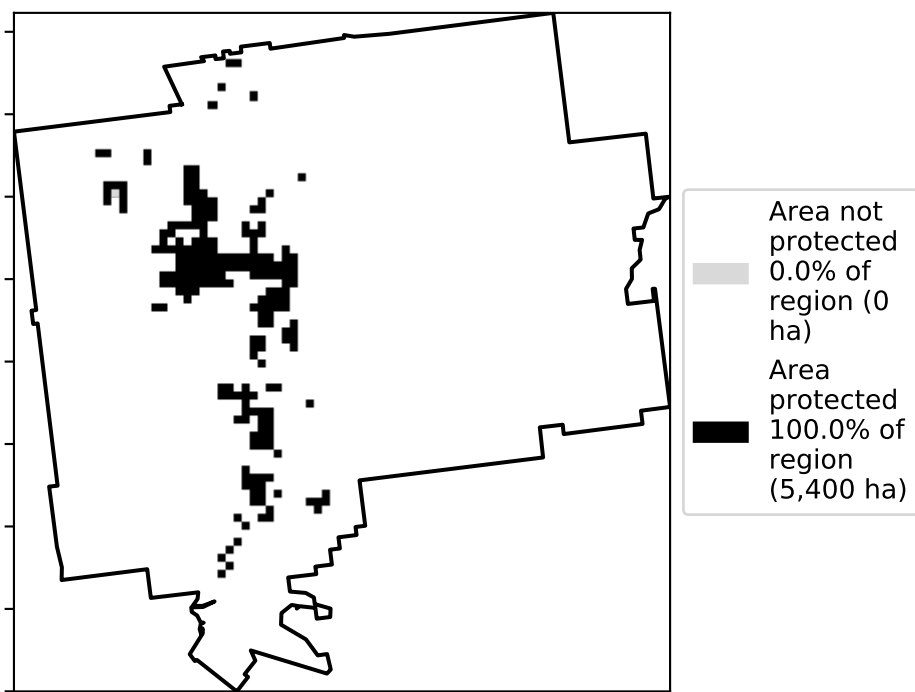 Area not
protected
0.0% of
region (0
ha)
Area
protected
100.0% of
region
(5,400 ha)